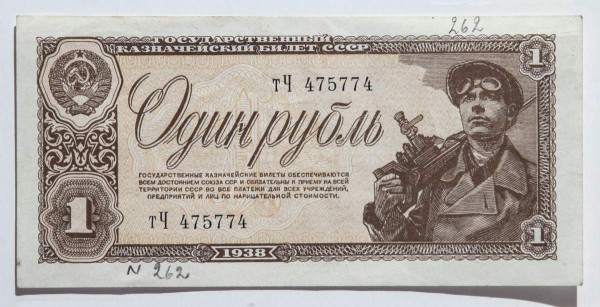 262
ГОСУДАРСТВЕННЫЙ
КАЗНАЧЕЙСКИЙ БИЛЕТ СССР
1
тЧ 475774
Один рубль
ГОСУДАРСТВЕННЫЕ КАЗНАЧЕЙСКИЕ БИЛЕТЫ ОБЕСПЕЧИВАЮТСЯ
ВСЕМ ДОСТОЯНИЕМ СОЮЗА ССР И ОБЯЗАТЕЛЬНЫ К ПРИЕМУ НА ВСЕЙ
ТЕРРИТОРИИ СССР ВО ВСЕ ПЛАТЕЖИ ДЛЯ ВСЕХ УЧРЕЖДЕНИЙ,
ПРЕДПРИЯТИЙ И ЛИЦ ПО НАРИЦАТЕЛЬНОЙ СТОИМОСТИ.
1
тЧ 475774
1
1938
N 262